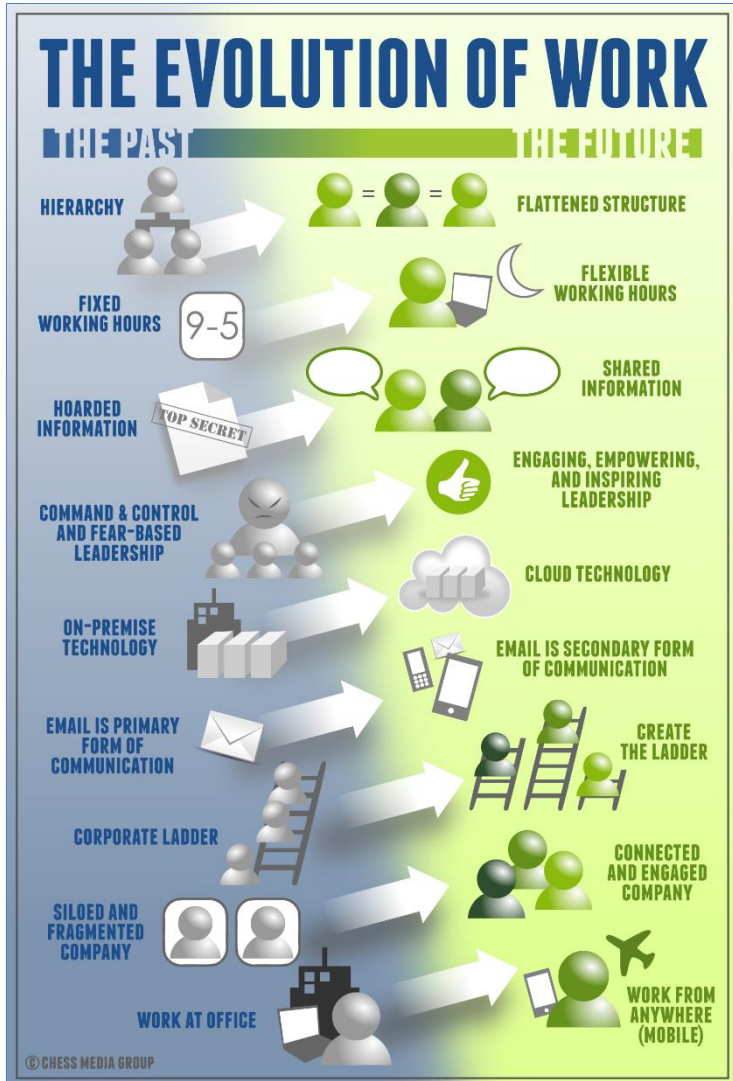 THE EVOLUTION OF WORK
THE PAST
THE FUTURE
HIERARCHY
= =
FLATTENED STRUCTURE
FIXED
WORKING HOURS
9-5
FLEXIBLE
WORKING HOURS
HOARDED
INFORMATION
TOP SECRET
SHARED
INFORMATION
COMMAND & CONTROL
AND FEAR-BASED
LEADERSHIP
ENGAGING, EMPOWERING,
AND INSPIRING
LEADERSHIP
ON-PREMISE
TECHNOLOGY
CLOUD TECHNOLOGY
EMAIL IS PRIMARY
FORM OF
COMMUNICATION
EMAIL IS SECONDARY FORM
OF COMMUNICATION
CORPORATE LADDER
CREATE
THE LADDER
SILOED AND
FRAGMENTED
COMPANY
CONNECTED
AND ENGAGED
COMPANY
WORK AT OFFICE
WORK FROM
ANYWHERE
(MOBILE)
© CHESS MEDIA GROUP